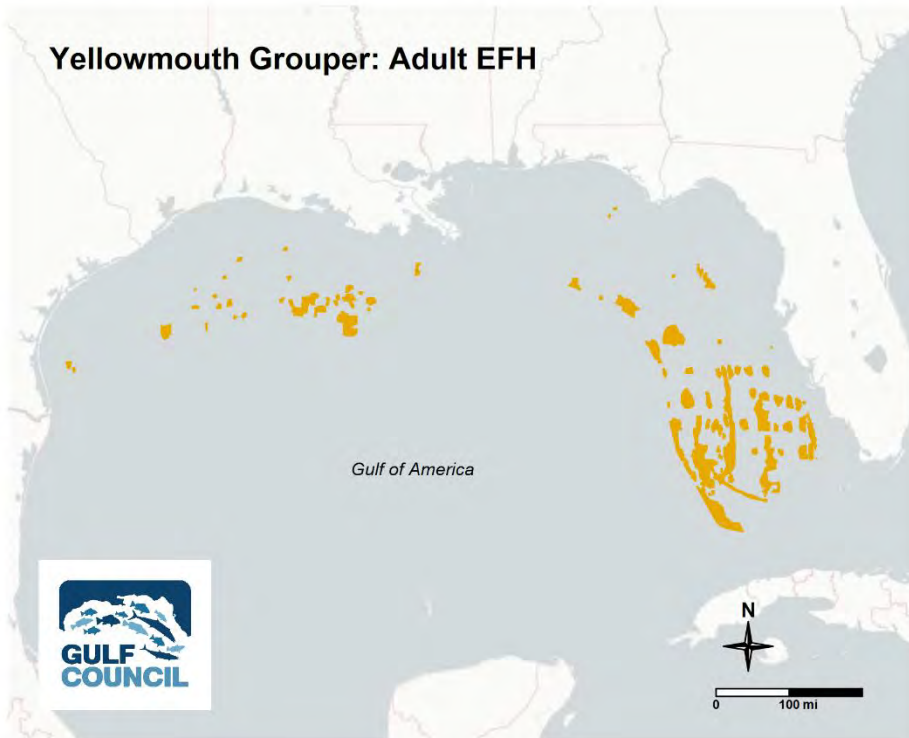 Yellowmouth Grouper: Adult EFH
Gulf of America
GULF
COUNCIL
N
0 100 mi